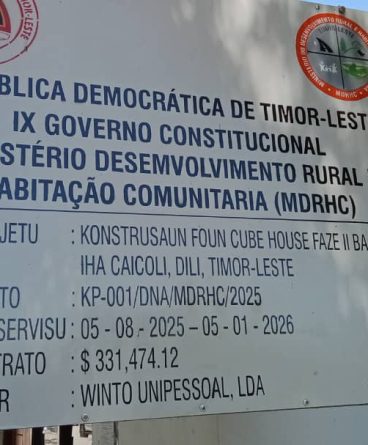 TIMOR-LESTE
BLICA DEMOCRÁTICA DE TIMOR-LEST
IX GOVERNO CONSTITUCIONAL
STÉRIO DESEMVOLVIMENTO RURAL
ABITAÇÃO COMUNITARIA (MDRHC)
JETU : KONSTRUSAUN FOUN CUBE HOUSE FAZE II BA
IHA CAICOLI, DILI, TIMOR-LESTE
TO : KP-001/DNA/MDRHC/2025
SERVISU : 05 - 08 - 2025 – 05 - 01 - 2026
TRATO : $ 331,474.12
R : WINTO UNIPESSOAL, LDA